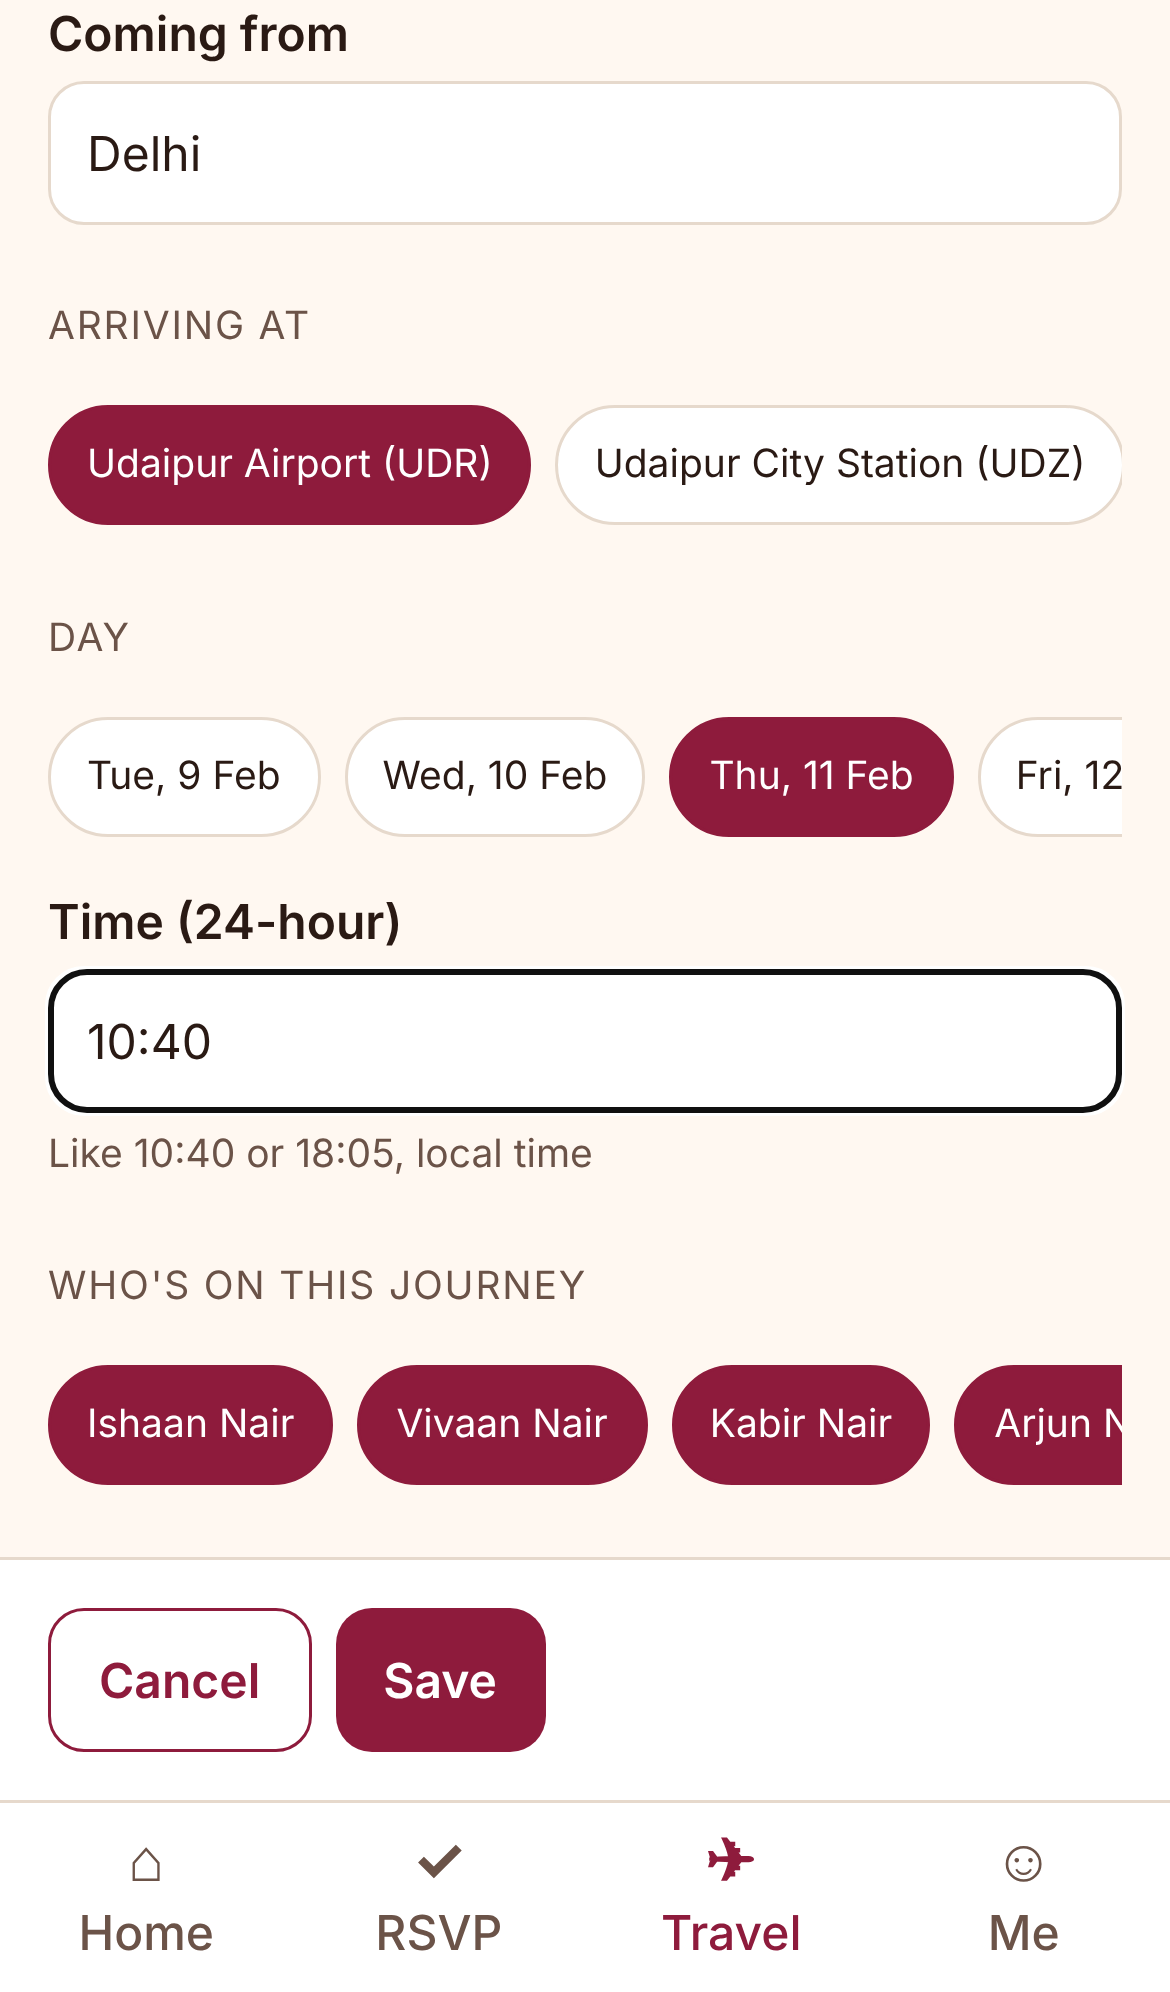 Coming from
Delhi
ARRIVING AT
Udaipur Airport (UDR) Udaipur City Station (UDZ)
DAY
Tue, 9 Feb Wed, 10 Feb Thu, 11 Feb Fri, 12
Time (24-hour)
10:40
Like 10:40 or 18:05, local time
WHO'S ON THIS JOURNEY
Ishaan Nair Vivaan Nair Kabir Nair Arjun
Cancel Save
Home RSVP Travel Me